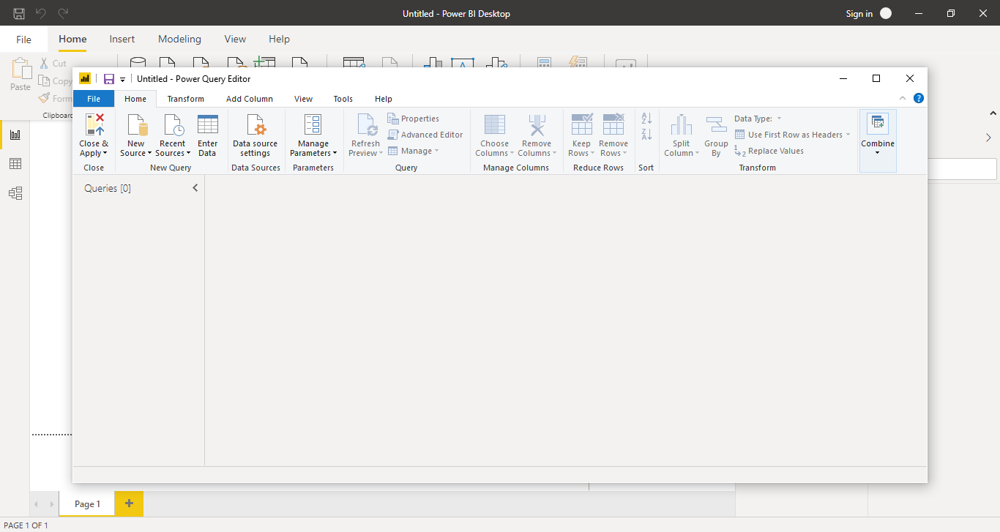 Untitled - Power BI Desktop
Sign in
File
Home
Insert
Modeling
View
Help
Paste
Cut
Copy
Form
Clipboard
Untitled - Power Query Editor
File
Home
Transform
Add Column
View
Tools
Help
?
Close &
Apply
Close
New
Source
Recent
Sources
Enter
Data
New Query
Data source
settings
Data Sources
Manage
Parameters
Parameters
Refresh
Preview
Properties
Advanced Editor
Manage
Query
Choose
Columns
Remove
Columns
Manage Columns
Keep
Rows
Remove
Rows
Reduce Rows
A
Z
Z
A
Sort
Split
Column
Group
By
Data Type:
Use First Row as Headers
1
2
Replace Values
Transform
Combine
Queries [0]
Page 1
PAGE 1 OF 1